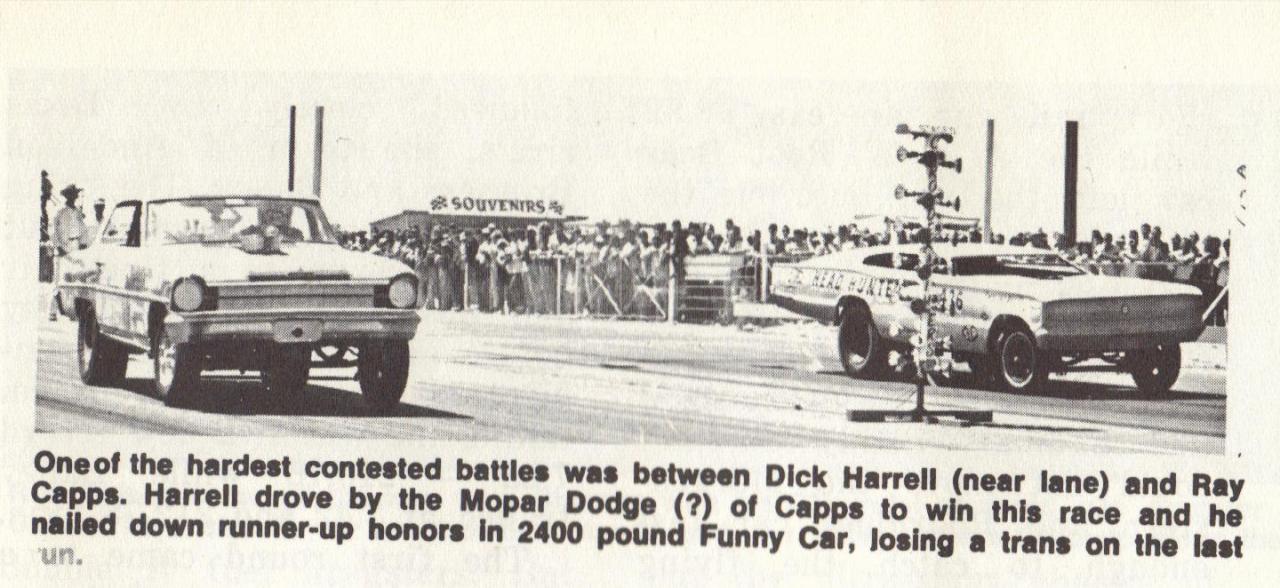 SOUVENIRS
HEAD HUNTER
One of the hardest contested battles was between Dick Harrell (near lane) and Ray
Capps. Harrell drove by the Mopar Dodge (?) of Capps to win this race and he
nailed down runner-up honors in 2400 pound Funny Car, losing a trans on the last
un.